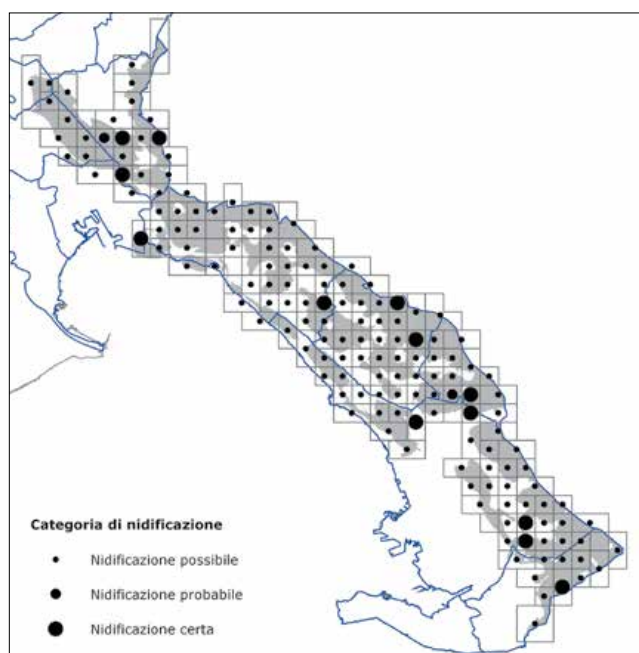 Categoria di nidificazione
Nidificazione possibile
Nidificazione probabile
Nidificazione certa